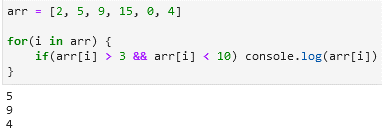 arr = [2, 5, 9, 15, 0, 4]
for(i in arr) {
    if(arr[i] > 3 && arr[i] < 10) console.log(arr[i])
}
5
9
4